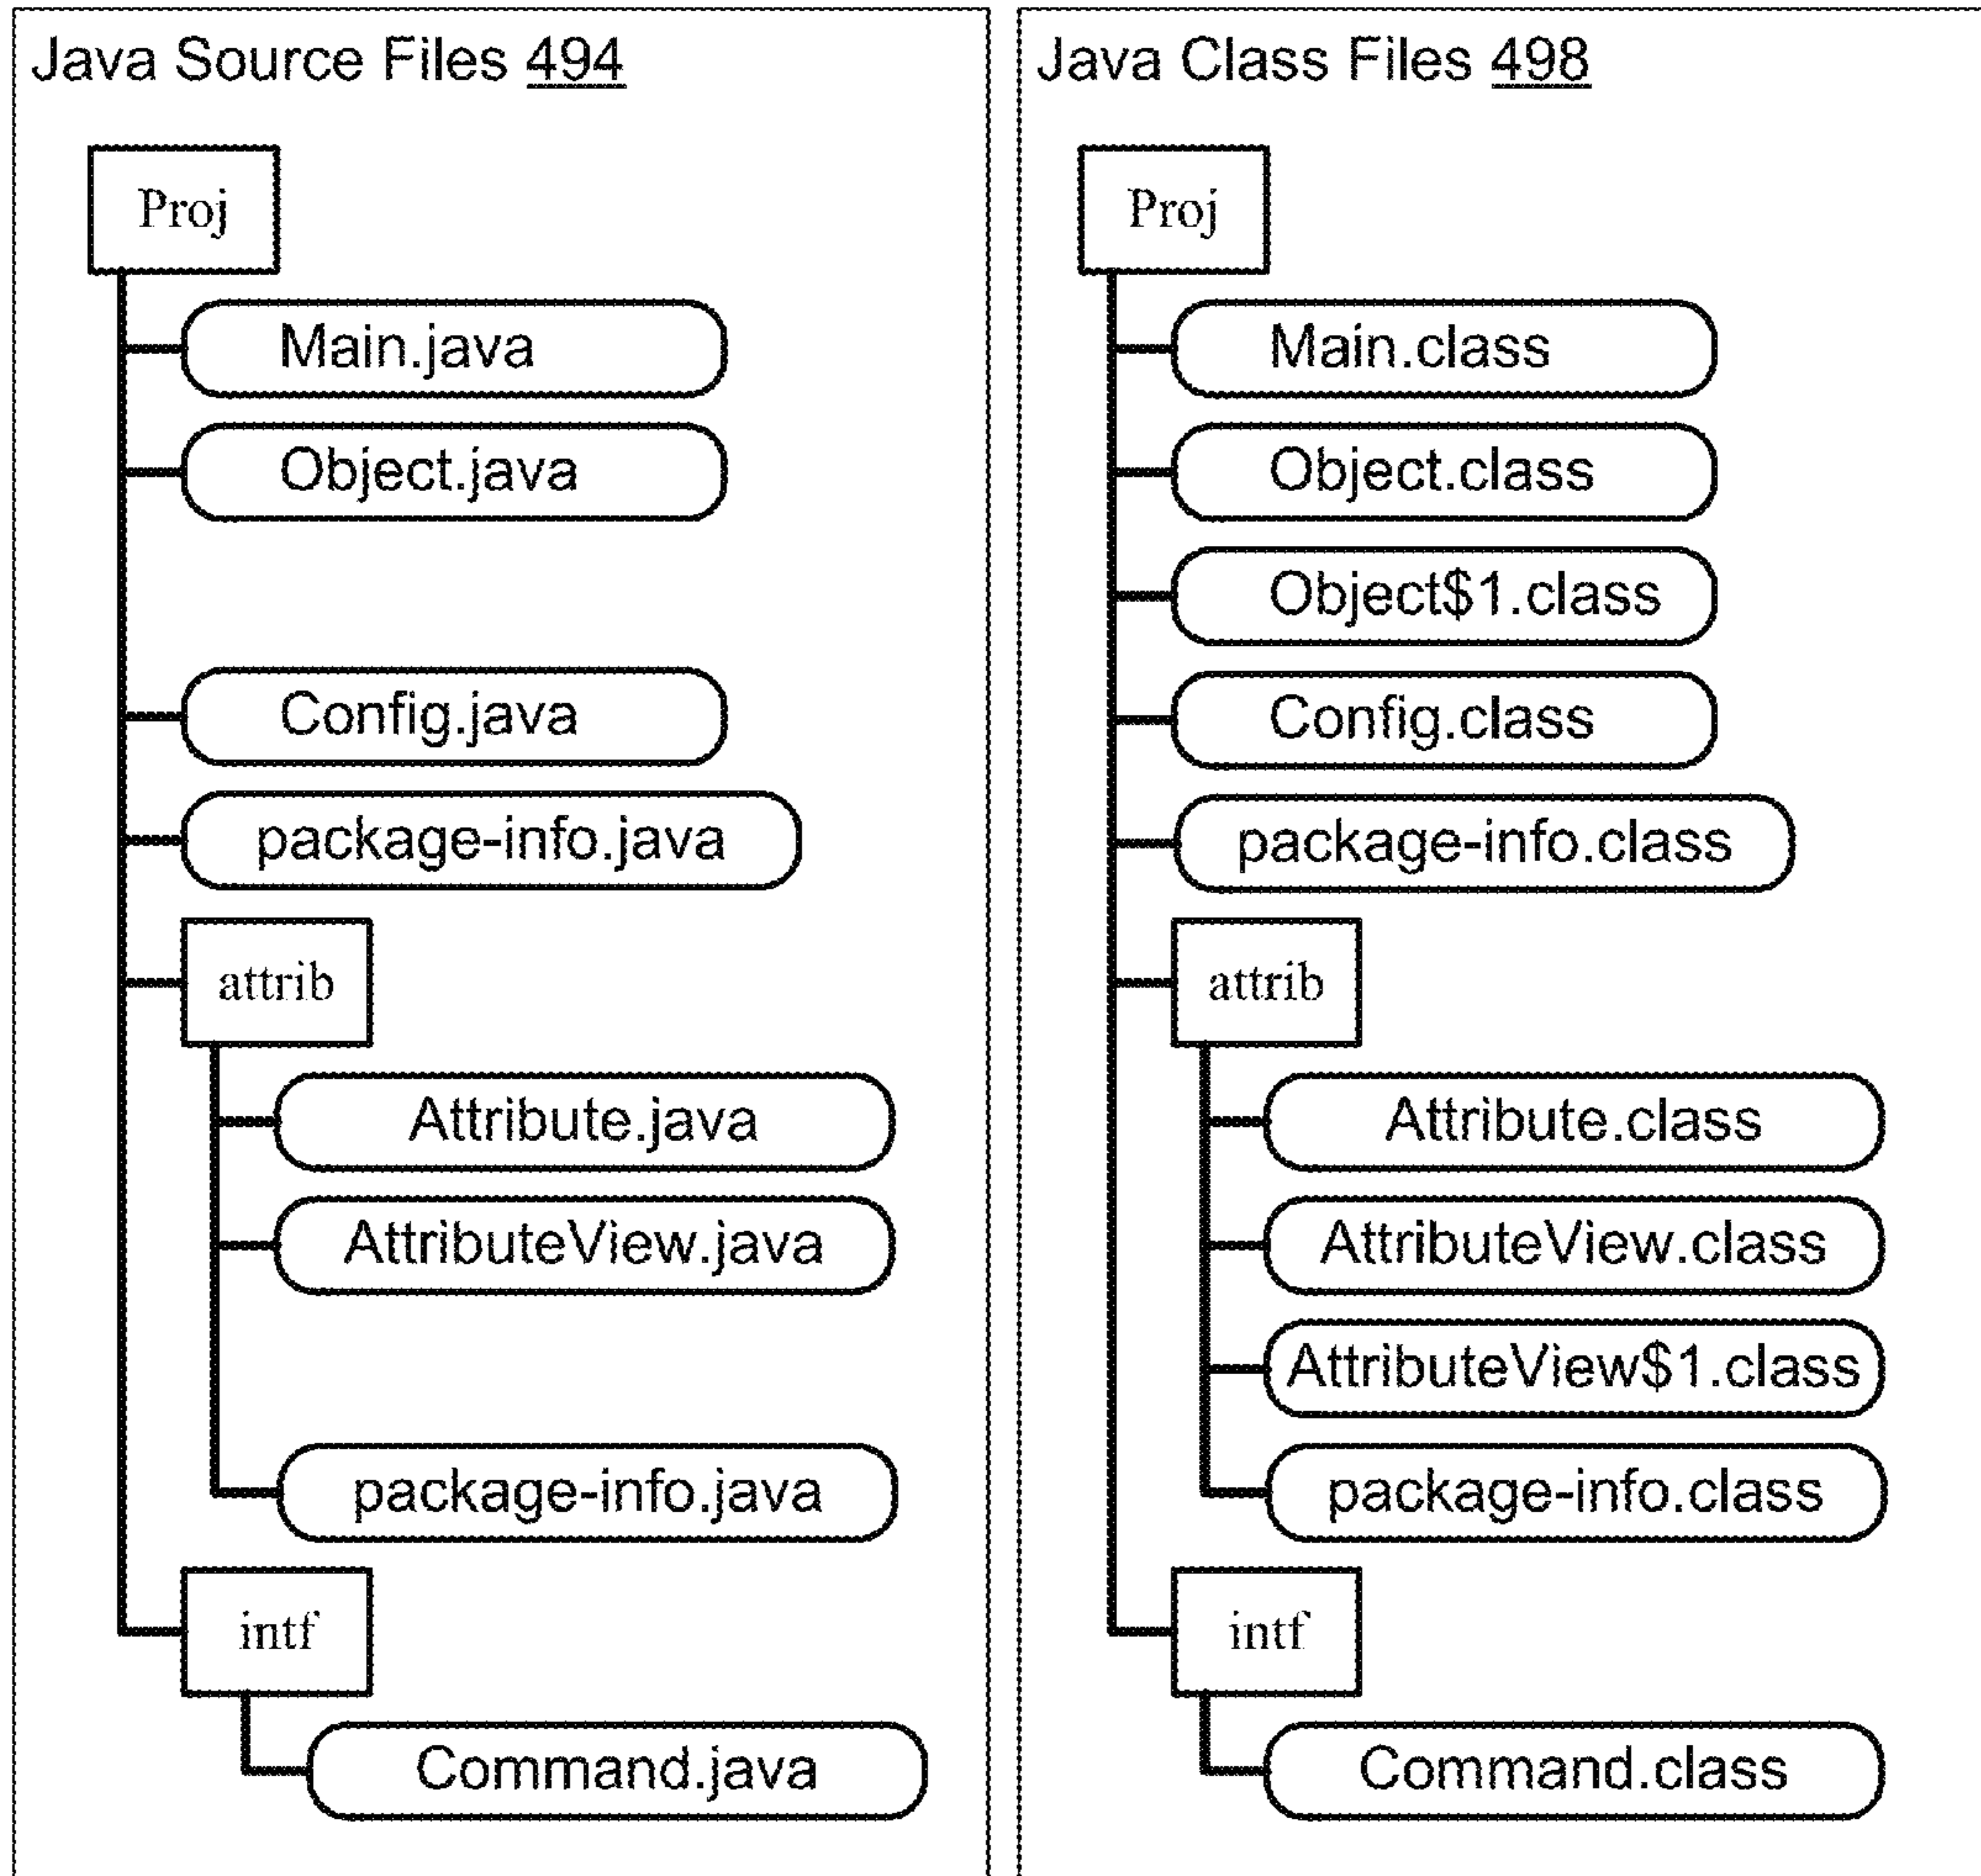 Java Source Files 494
Proj
Main.java
Object.java
Config.java
package-info.java
attrib
Attribute.java
AttributeView.java
package-info.java
intf
Command.java
Java Class Files 498
Proj
Main.class
Object.class
Object$1.class
Config.class
package-info.class
attrib
Attribute.class
AttributeView.class
AttributeView$1.class
package-info.class
intf
Command.class